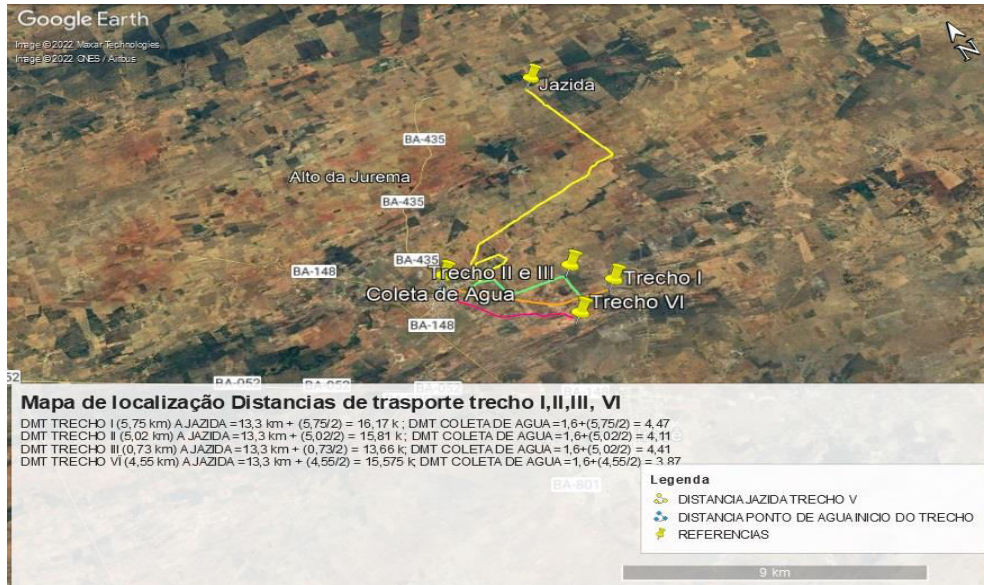 Google Earth
Image © 2022 Maxar Technologies
Image © 2022 CNES / Airbus
N
Jazida
BA-435
Alto da Jurema
BA-435
BA-435
BA-148
Trecho II e III
Trecho I
Coleta de Agua
Trecho VI
BA-148
52
BA-052
BA-052
BA-052
BA-148
Mapa de localização Distancias de trasporte trecho I,II,III, VI
DMT TRECHO I (5,75 km) A JAZIDA =13,3 km + (5,75/2) = 16,17 k ; DMT COLETA DE AGUA =1,6+(5,75/2) = 4,47
DMT TRECHO II (5,02 km) A JAZIDA =13,3 km + (5,02/2) = 15,81 k ; DMT COLETA DE AGUA =1,6+(5,02/2) = 4,11
DMT TRECHO III (0,73 km) A JAZIDA =13,3 km + (0,73/2) = 13,66 k; DMT COLETA DE AGUA =1,6+(5,02/2) = 4,41
DMT TRECHO VI (4,55 km) A JAZIDA =13,3 km + (4,55/2) = 15,575 k; DMT COLETA DE AGUA =1,6+(4,55/2) = 3,87
BA-801
Legenda
DISTANCIA JAZIDA TRECHO V
DISTANCIA PONTO DE AGUA INICIO DO TRECHO
REFERENCIAS
9 km